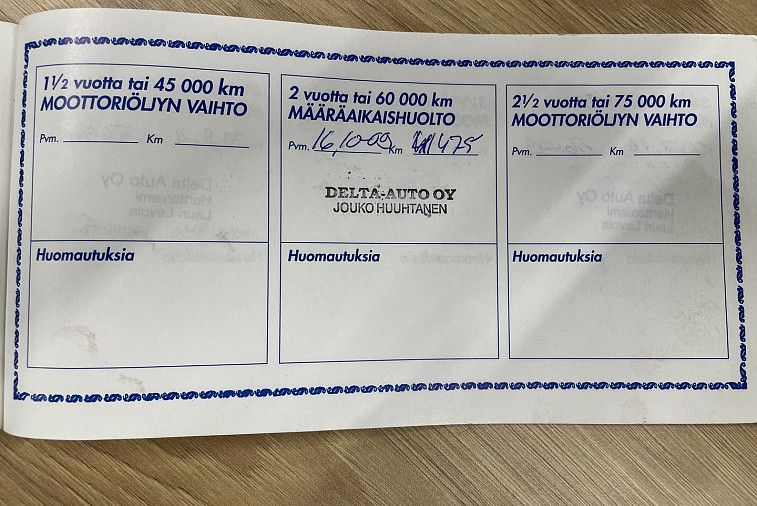 1½ vuotta tai 45 000 km
MOOTTORIÖLJYN VAIHTO
Pvm. Km
Huomautuksia
2 vuotta tai 60 000 km
MÄÄRÄAIKAISHUOLTO
Pvm. 16,10-09 Km
DELTA-AUTO OY
JOUKO HUUHTANEN
Huomautuksia
2½ vuotta tai 75 000 km
MOOTTORIÖLJYN VAIHTO
Pvm. Km
Huomautuksia